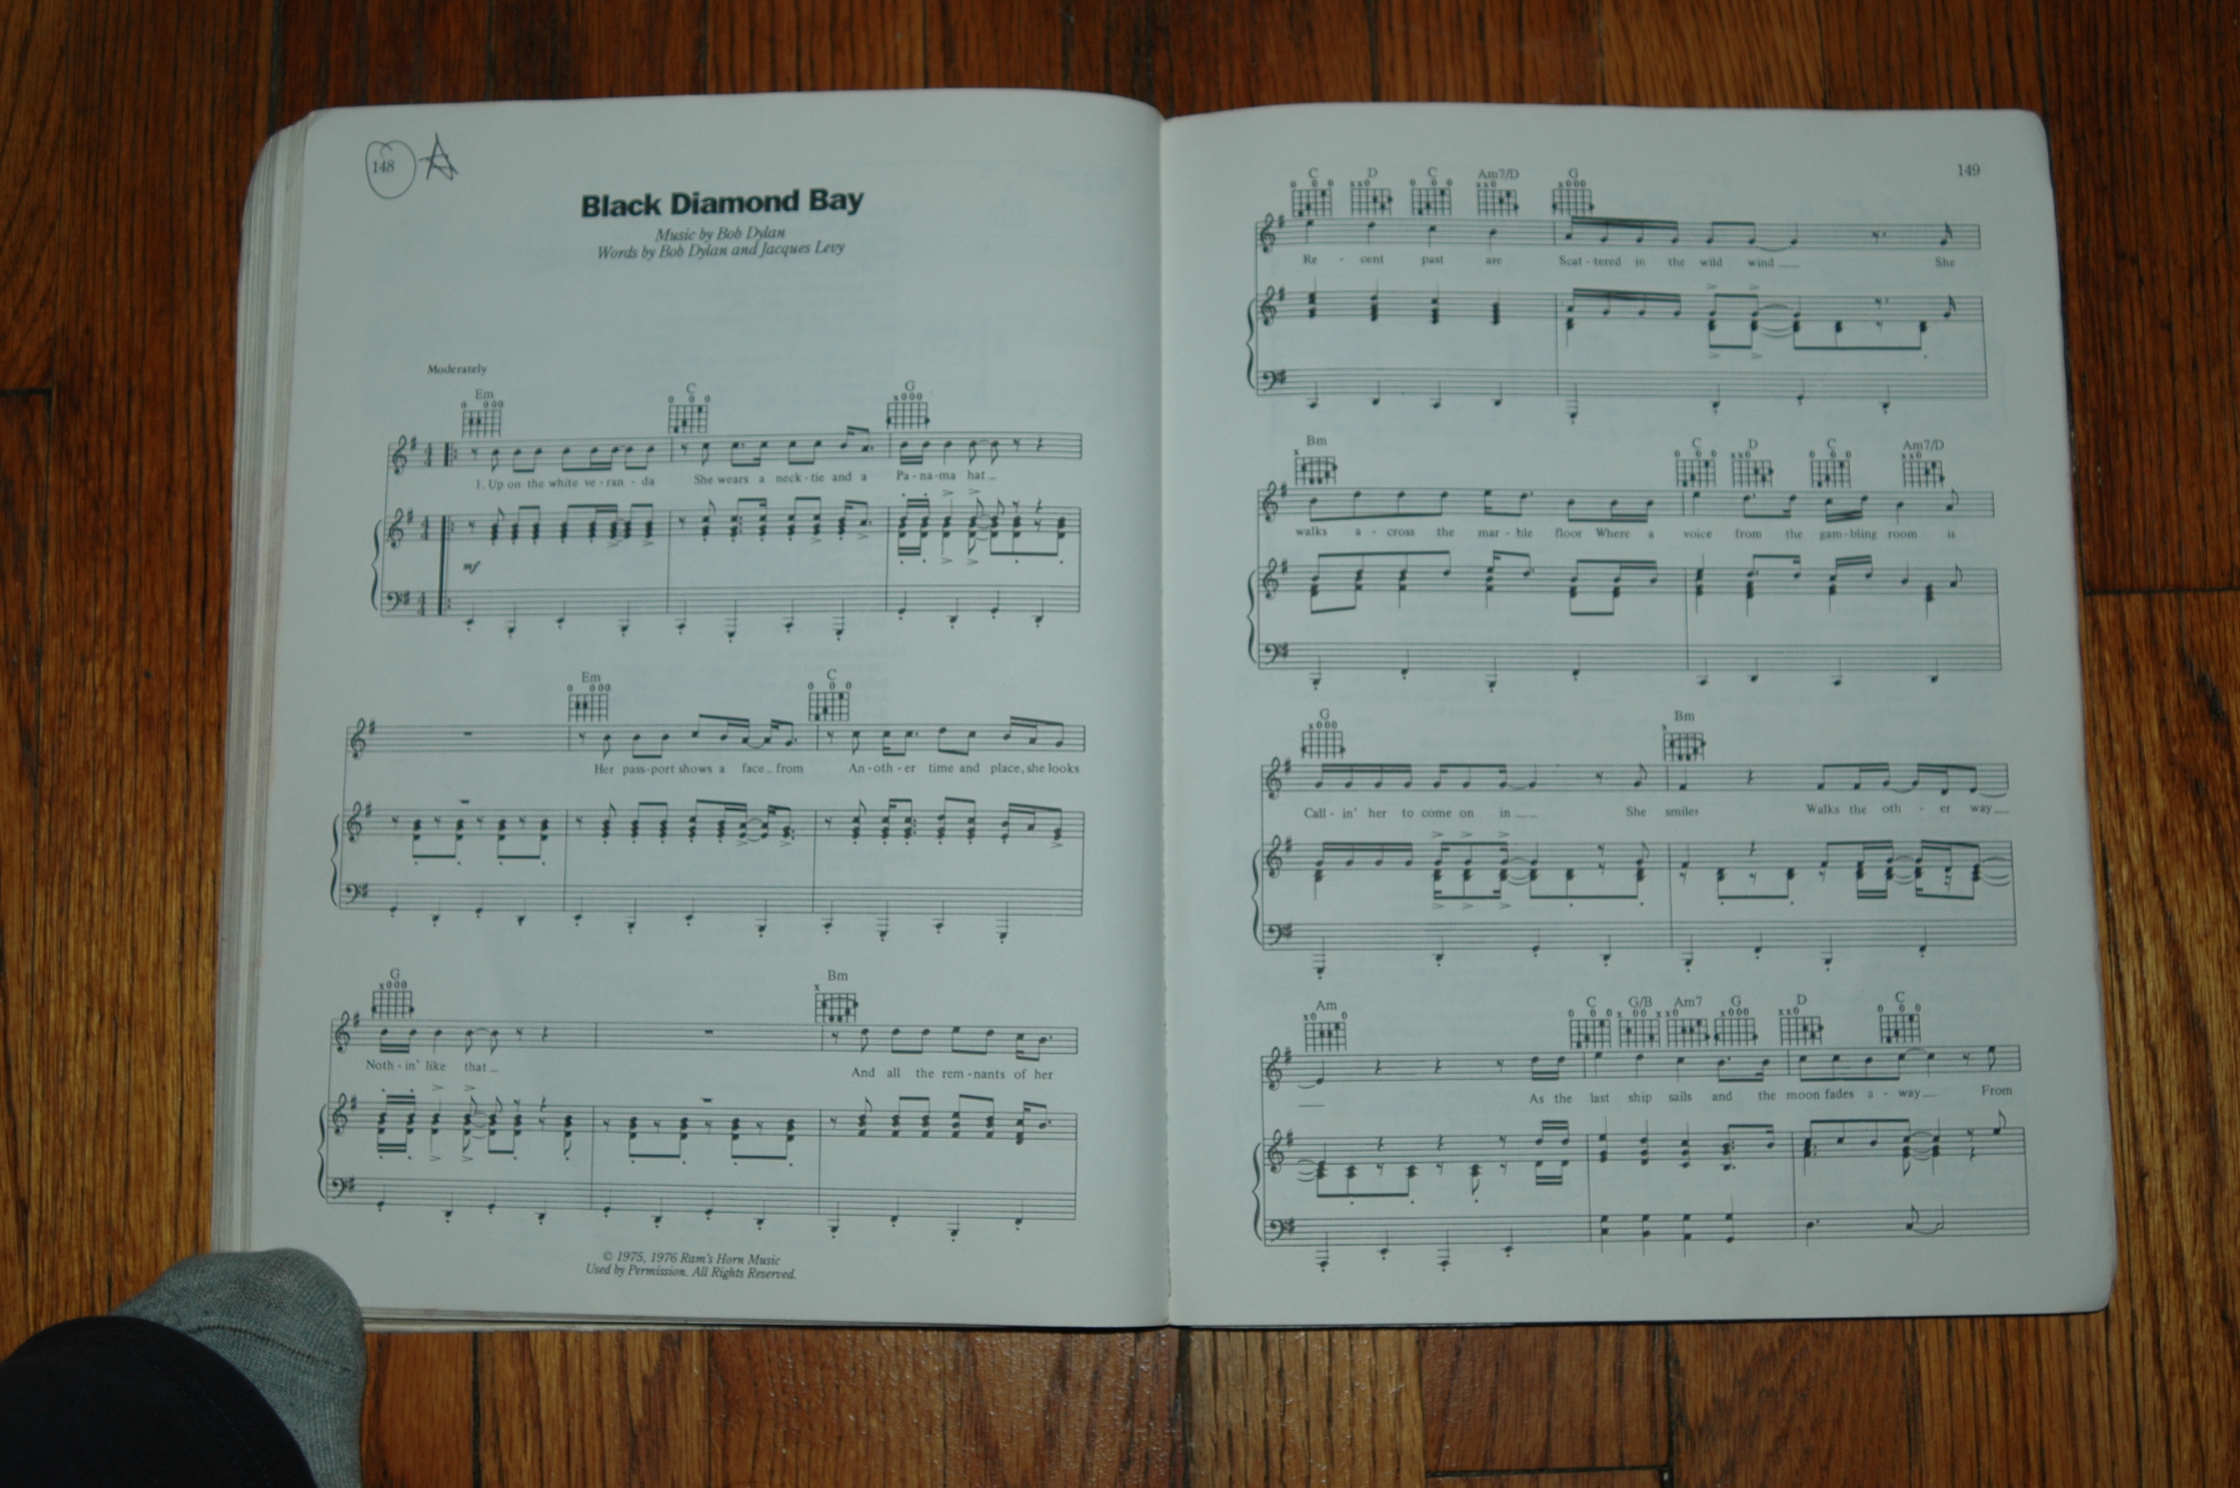 148 A
Black Diamond Bay
Music by Bob Dylan
Words by Bob Dylan and Jacques Levy
Moderately
Em C G
1. Up on the white ve - ran - da She wears a neck - tie and a Pa - na - ma hat
mf
Em C
Her pass - port shows a face from An - oth - er time and place, she looks
G Bm
Noth - in' like that And all the rem - nants of her
© 1975, 1976 Ram's Horn Music
Used by Permission. All Rights Reserved.
149
C D C Am7/D G
Re - cent past are Scat - tered in the wild wind She
Bm C D C Am7/D
walks a - cross the mar - ble floor Where a voice from the gam - bling room is
G Bm
Call - in' her to come on in She smiles Walks the oth - er way
Am C G/B Am7 G D C
As the last ship sails and the moon fades a - way From